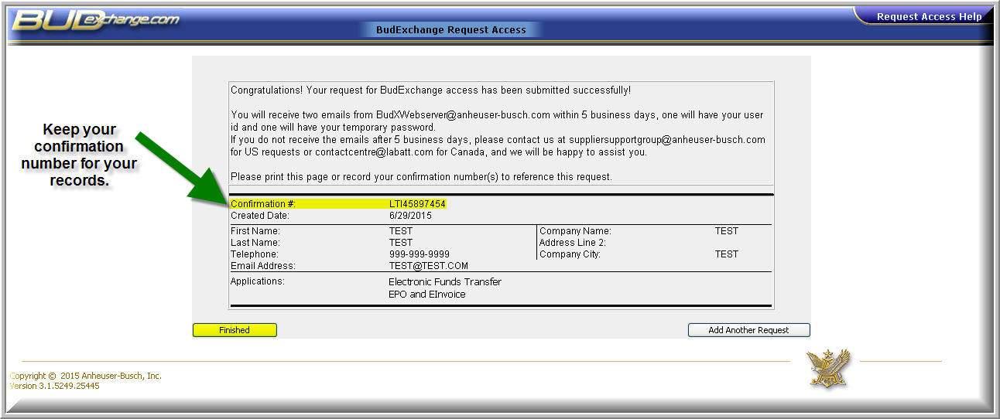 BUDexchange.com
Request Access Help
BudExchange Request Access
Congratulations! Your request for BudExchange access has been submitted successfully!
You will receive two emails from BudXWebserver@anheuser-busch.com within 5 business days, one will have your user
id and one will have your temporary password.
If you do not receive the emails after 5 business days, please contact us at suppliersupportgroup@anheuser-busch.com
for US requests or contactcentre@labatt.com for Canada, and we will be happy to assist you.
Please print this page or record your confirmation number(s) to reference this request.
Keep your
confirmation
number for your
records.
Confirmation #: LTI45897454
Created Date: 6/29/2015
First Name: TEST Company Name: TEST
Last Name: TEST Address Line 2:
Telephone: 999-999-9999 Company City: TEST
Email Address: TEST@TEST.COM
Applications: Electronic Funds Transfer
EPO and EInvoice
Finished Add Another Request
Copyright © 2015 Anheuser-Busch, Inc.
Version 3.1.5249.25445